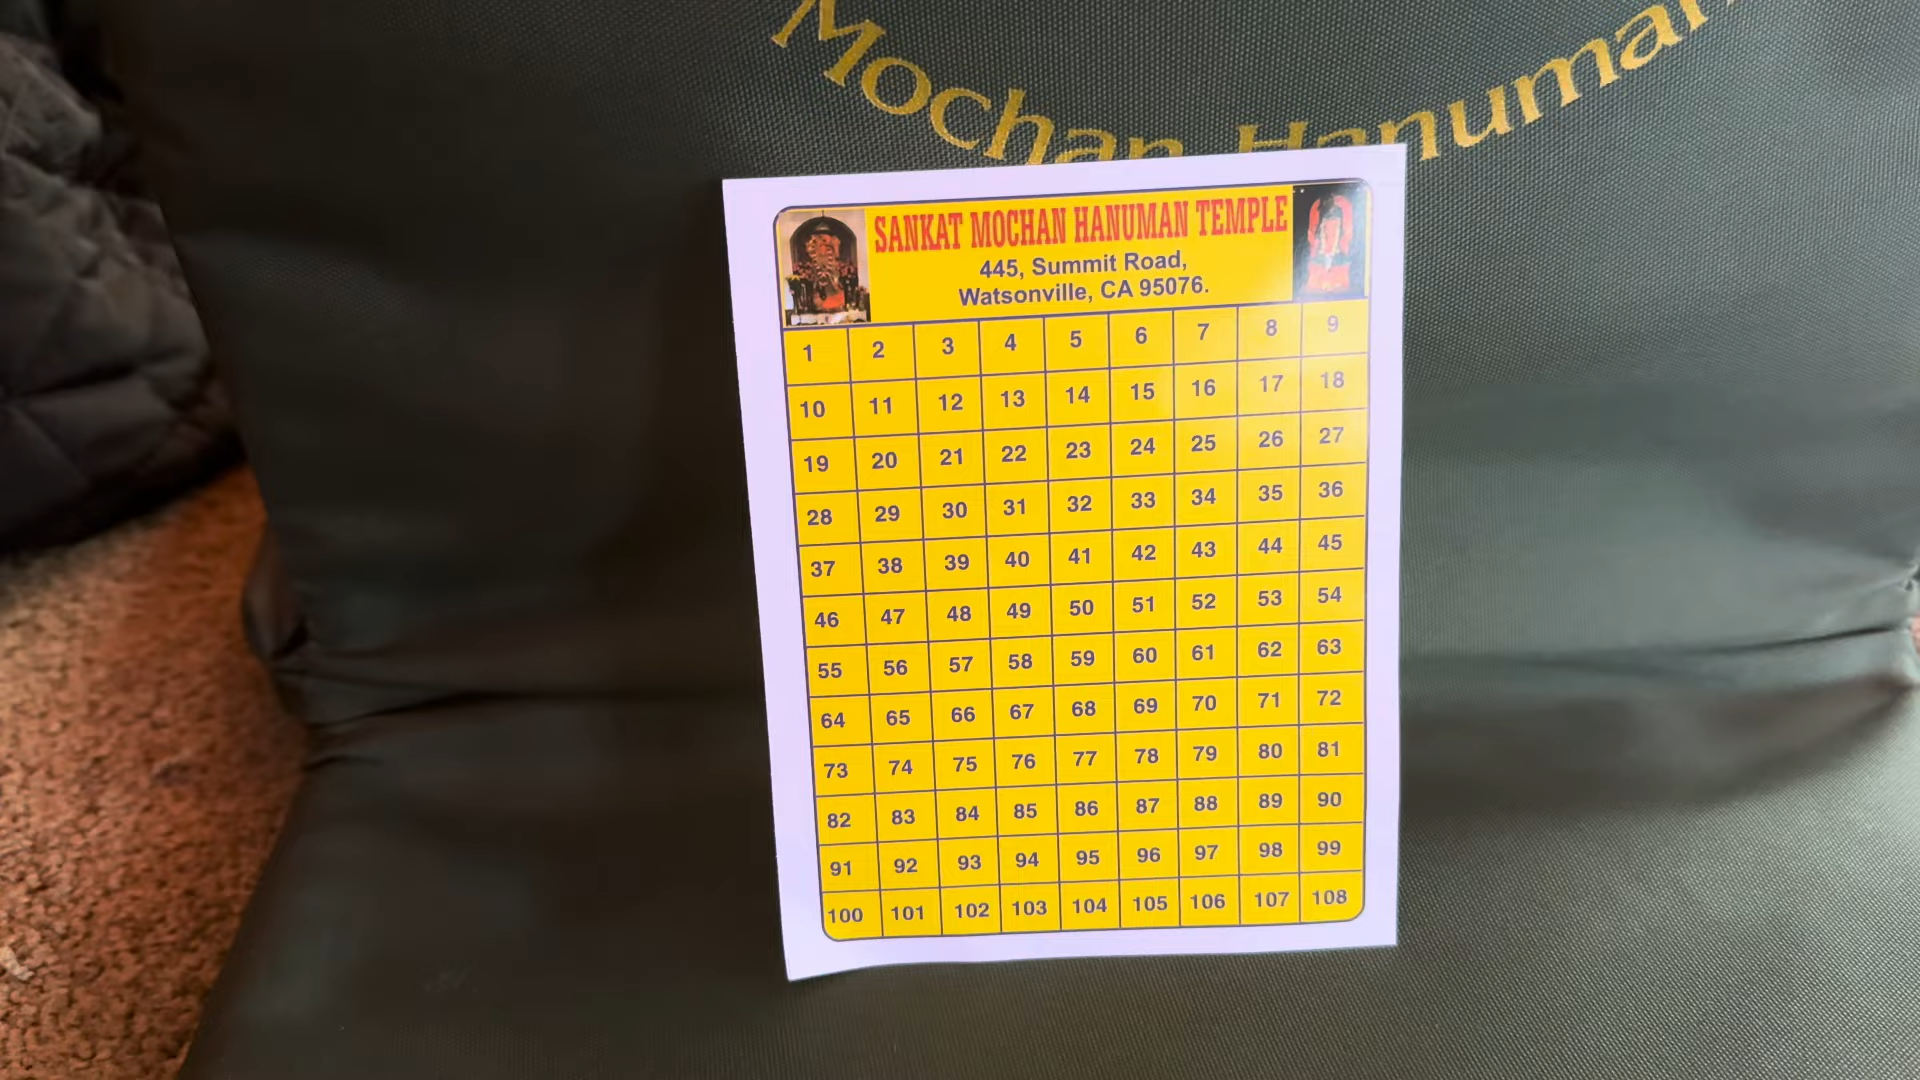 Mochan Hanuman
SANKAT MOCHAN HANUMAN TEMPLE
445, Summit Road,
Watsonville, CA 95076.
1 2 3 4 5 6 7 8 9
10 11 12 13 14 15 16 17 18
19 20 21 22 23 24 25 26 27
28 29 30 31 32 33 34 35 36
37 38 39 40 41 42 43 44 45
46 47 48 49 50 51 52 53 54
55 56 57 58 59 60 61 62 63
64 65 66 67 68 69 70 71 72
73 74 75 76 77 78 79 80 81
82 83 84 85 86 87 88 89 90
91 92 93 94 95 96 97 98 99
100 101 102 103 104 105 106 107 108